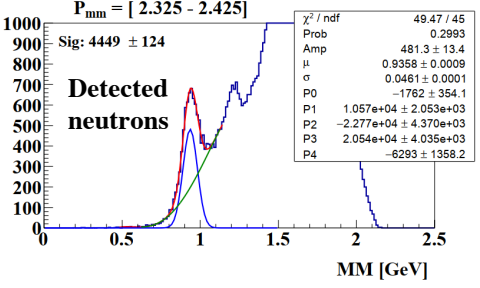 P_mm = [ 2.325 - 2.425]
1000
900
800
700
600
500
400
300
200
100
0
Sig: 4449 ± 124
Detected
neutrons
χ² / ndf 49.47 / 45
Prob 0.2993
Amp 481.3 ± 13.4
μ 0.9358 ± 0.0009
σ 0.0461 ± 0.0001
P0 −1762 ± 354.1
P1 1.057e+04 ± 2.053e+03
P2 −2.277e+04 ± 4.370e+03
P3 2.054e+04 ± 4.035e+03
P4 −6293 ± 1358.2
0 0.5 1 1.5 2 2.5
MM [GeV]